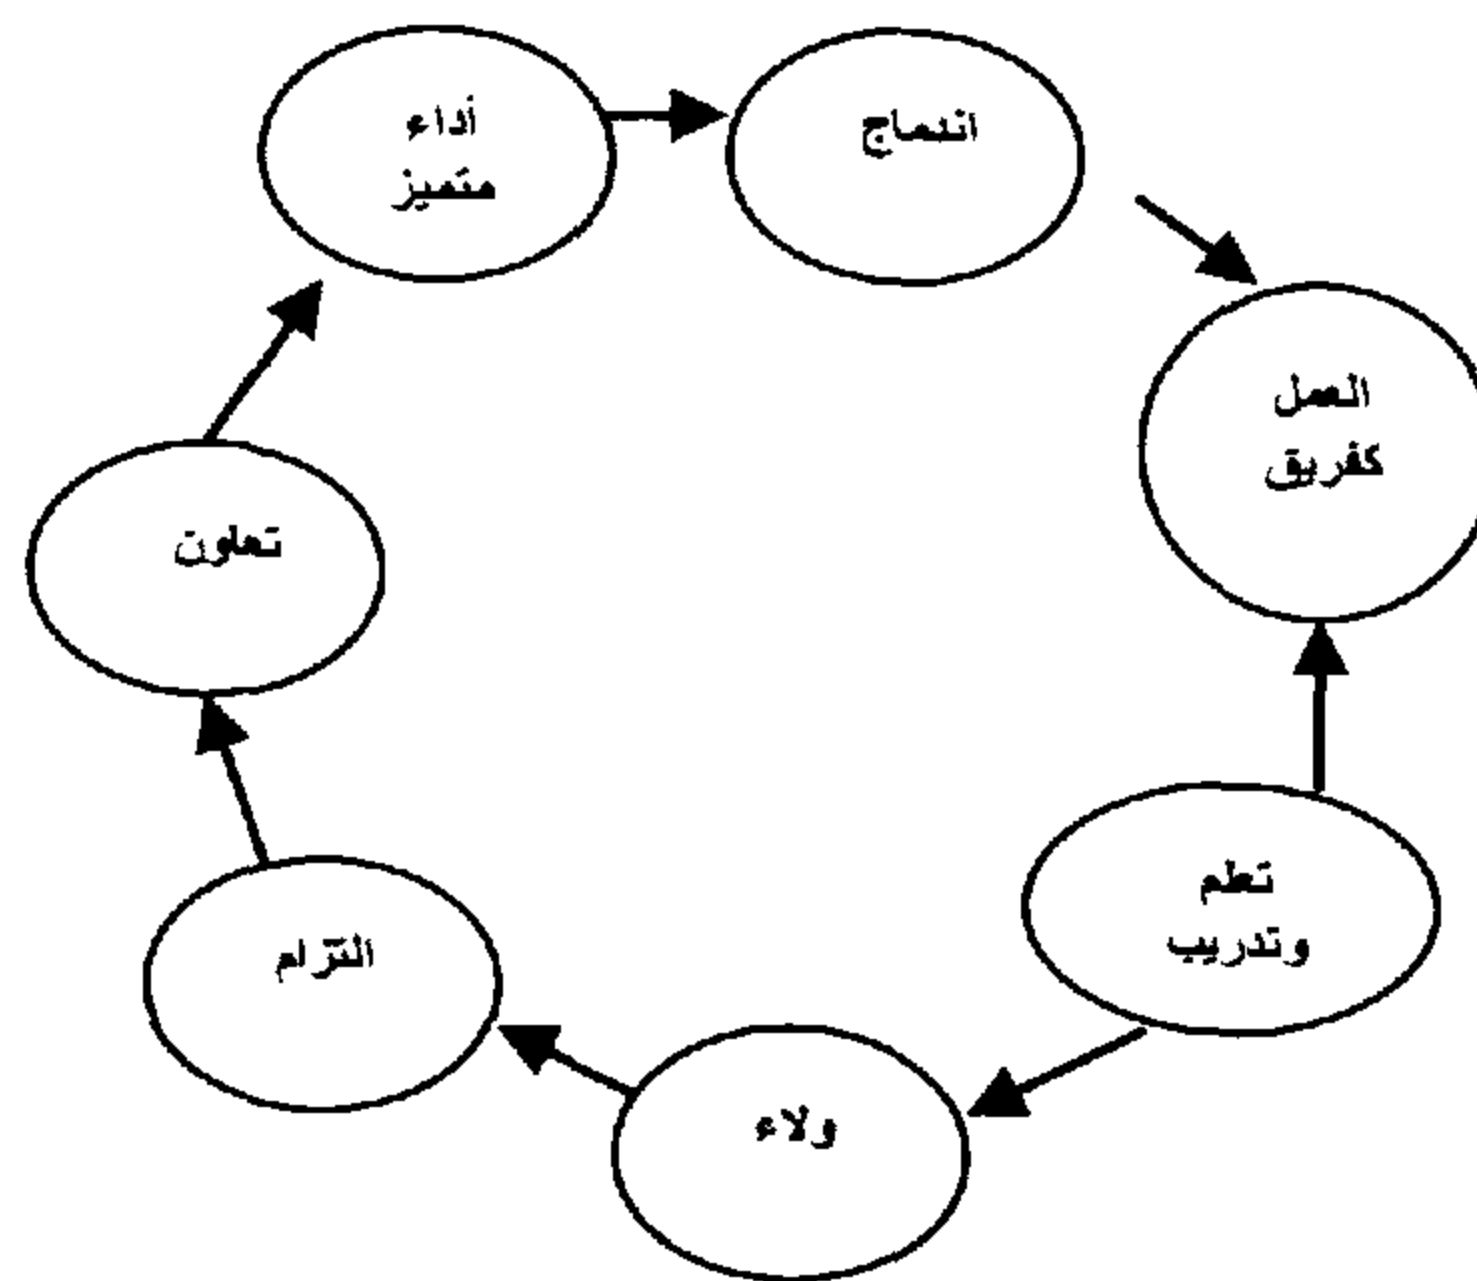 أداء
متميز
اندماج
العمل
كفريق
تعاون
تعلم
وتدريب
التزام
ولاء